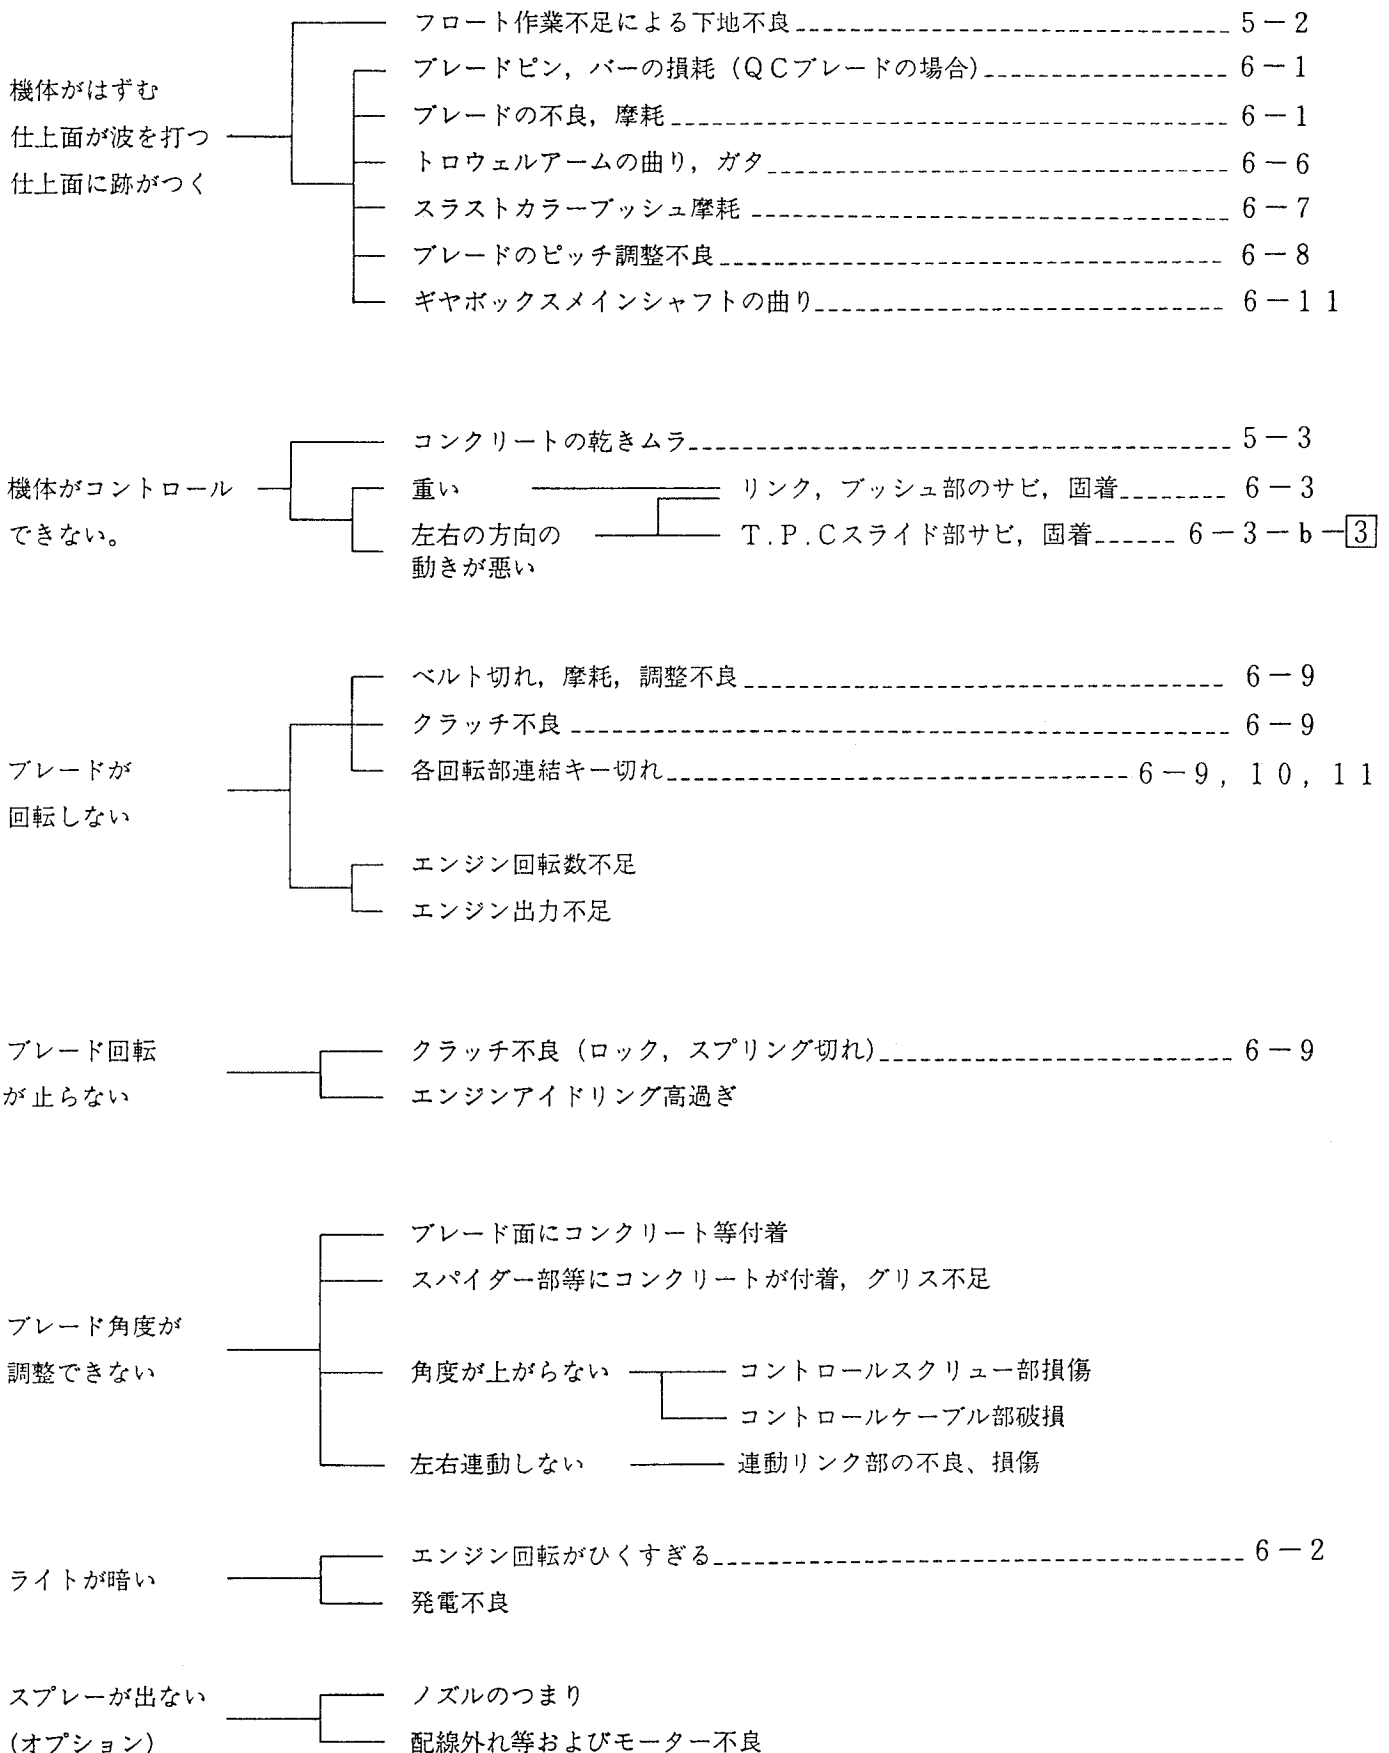 フロート作業不足による下地不良 5－2
ブレードピン，バーの損耗（QCブレードの場合） 6－1
機体がはずむ
ブレードの不良，摩耗 6－1
仕上面が波を打つ
トロウェルアームの曲り，ガタ 6－6
仕上面に跡がつく
スラストカラーブッシュ摩耗 6－7
ブレードのピッチ調整不良 6－8
ギヤボックスメインシャフトの曲り 6－11
コンクリートの乾きムラ 5－3
機体がコントロール
重い リンク，ブッシュ部のサビ，固着 6－3
できない。
左右の方向の T.P.Cスライド部サビ，固着 6－3－b－3
動きが悪い
ベルト切れ，摩耗，調整不良 6－9
クラッチ不良 6－9
ブレードが
各回転部連結キー切れ 6－9，10，11
回転しない
エンジン回転数不足
エンジン出力不足
ブレード回転
クラッチ不良（ロック，スプリング切れ） 6－9
が止らない
エンジンアイドリング高過ぎ
ブレード面にコンクリート等付着
スパイダー部等にコンクリートが付着，グリス不足
ブレード角度が
調整できない
角度が上がらない コントロールスクリュー部損傷
コントロールケーブル部破損
左右連動しない 連動リンク部の不良、損傷
エンジン回転がひくすぎる 6－2
ライトが暗い
発電不良
スプレーが出ない
ノズルのつまり
（オプション）
配線外れ等およびモーター不良